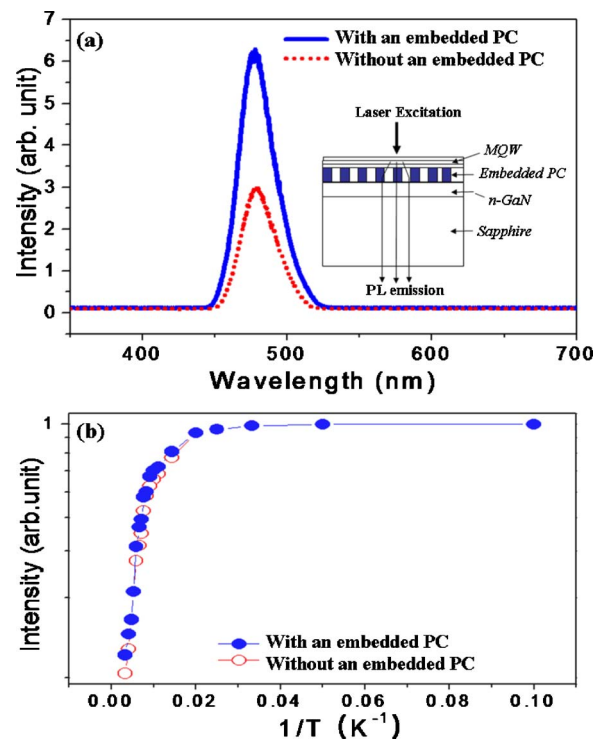 (a)
With an embedded PC
Without an embedded PC
Laser Excitation
MQW
Embedded PC
n-GaN
Sapphire
PL emission
Intensity (arb. unit)
7
6
5
4
3
2
1
0
400 500 600 700
Wavelength (nm)
(b)
1
Intensity (arb.unit)
With an embedded PC
Without an embedded PC
0.00 0.02 0.04 0.06 0.08 0.10
1/T (K⁻¹)